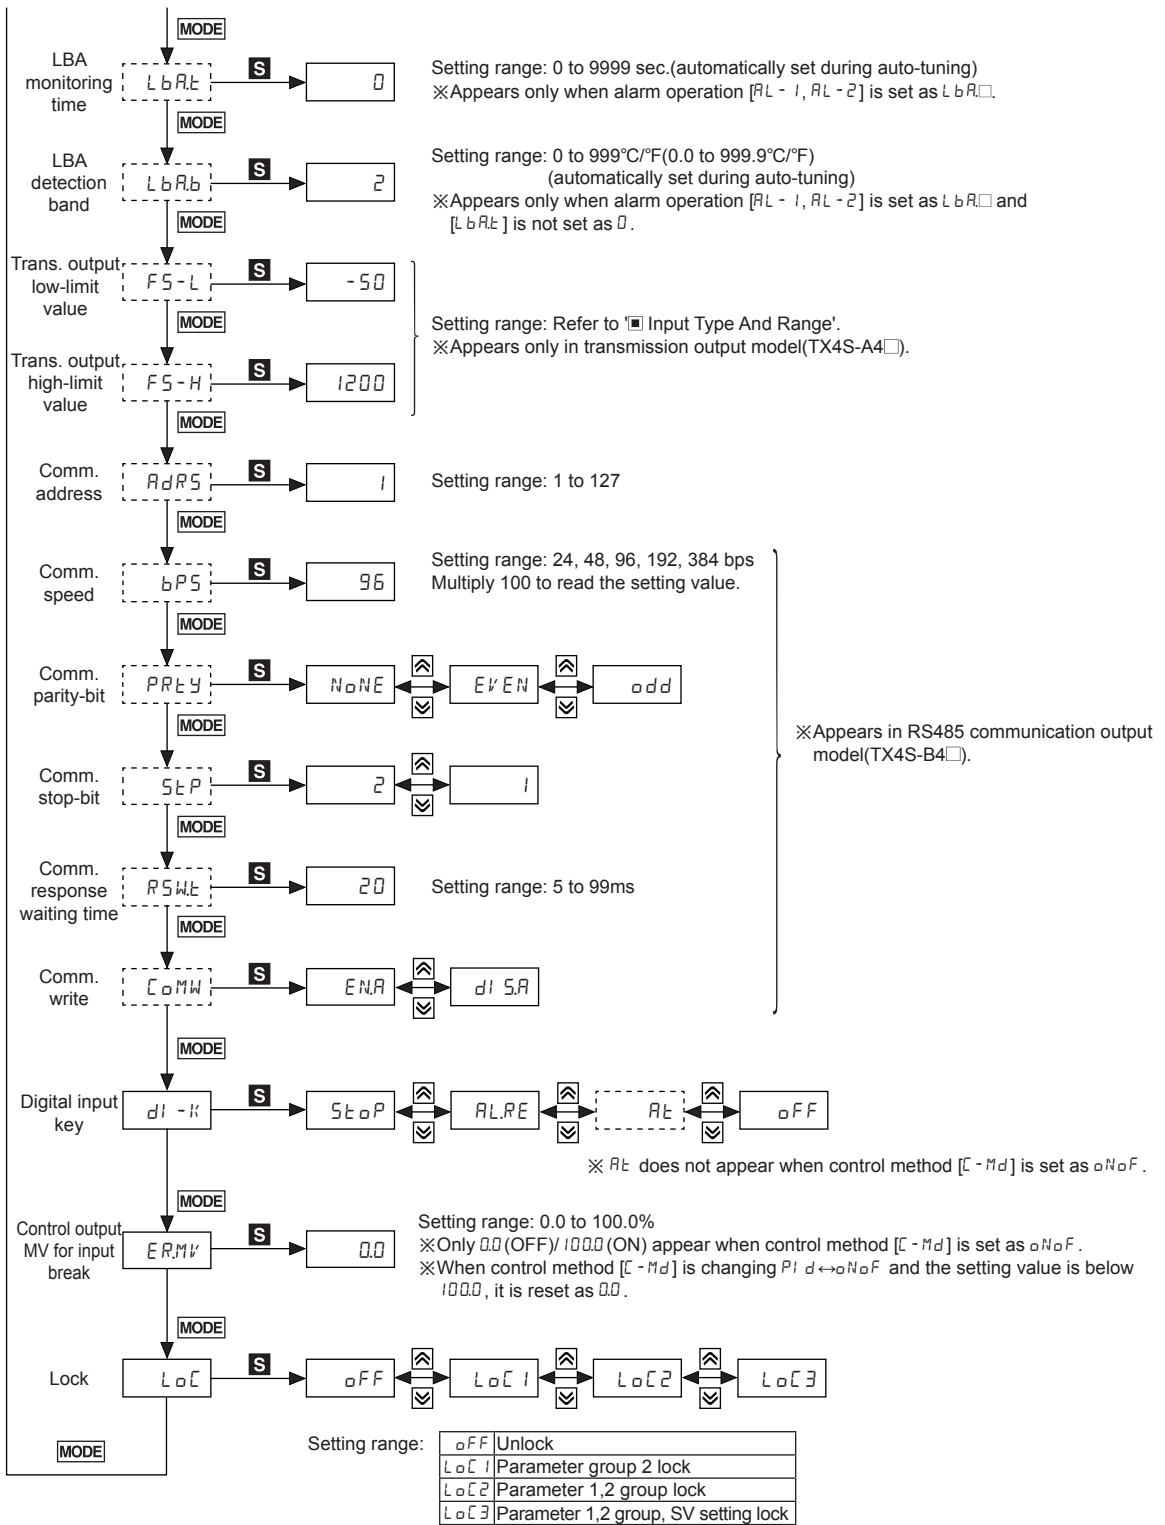 MODE
LBA
monitoring
time
LbA.t
S
0
Setting range: 0 to 9999 sec.(automatically set during auto-tuning)
※Appears only when alarm operation [AL-1, AL-2] is set as LbA.□.
MODE
LBA
detection
band
LbA.b
S
2
Setting range: 0 to 999℃/℉(0.0 to 999.9℃/℉)
(automatically set during auto-tuning)
※Appears only when alarm operation [AL-1, AL-2] is set as LbA.□ and
[LbA.t] is not set as 0.
MODE
Trans. output
low-limit
value
FS-L
S
-50
MODE
Setting range: Refer to '▣ Input Type And Range'.
※Appears only in transmission output model(TX4S-A4□).
Trans. output
high-limit
value
FS-H
S
1200
MODE
Comm.
address
AdRS
S
1
Setting range: 1 to 127
MODE
Comm.
speed
bPS
S
96
Setting range: 24, 48, 96, 192, 384 bps
Multiply 100 to read the setting value.
MODE
Comm.
parity-bit
PRtY
S
NoNE
EVEN
odd
MODE
※Appears in RS485 communication output
model(TX4S-B4□).
Comm.
stop-bit
StP
S
2
1
MODE
Comm.
response
waiting time
RSW.t
S
20
Setting range: 5 to 99ms
MODE
Comm.
write
CoMW
S
EN.A
dIS.A
MODE
Digital input
key
dI-K
S
StoP
AL.RE
At
oFF
※ At does not appear when control method [C-Md] is set as oNoF.
MODE
Control output
MV for input
break
ER.MV
S
0.0
Setting range: 0.0 to 100.0%
※Only 0.0(OFF)/100.0(ON) appear when control method [C-Md] is set as oNoF.
※When control method [C-Md] is changing PId↔oNoF and the setting value is below
100.0, it is reset as 0.0.
MODE
Lock
LoC
S
oFF
LoC1
LoC2
LoC3
MODE
Setting range:
oFF Unlock
LoC1 Parameter group 2 lock
LoC2 Parameter 1,2 group lock
LoC3 Parameter 1,2 group, SV setting lock